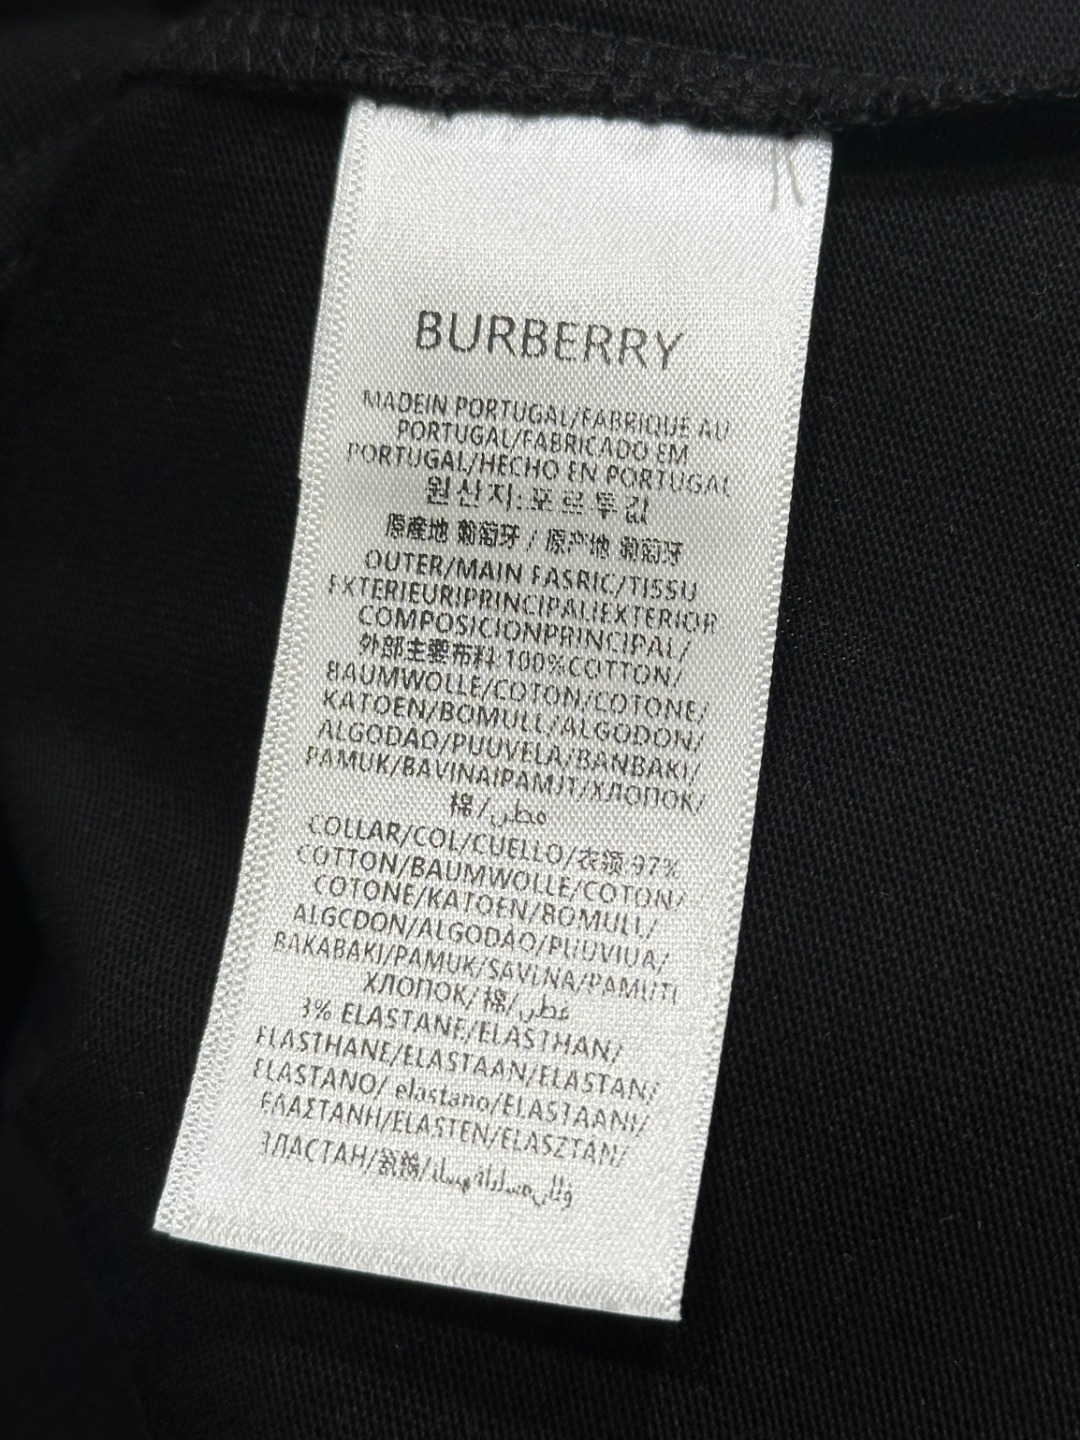 BURBERRY
MADEIN PORTUGAL/FABRIQUÉ AU
PORTUGAL/FABRICADO EM
PORTUGAL/HECHO EN PORTUGAL
원산지:포르투갈
原産地 葡萄牙 / 原产地 葡萄牙
OUTER/MAIN FASRIC/TISSU
EXTERIEURIPRINCIPALIEXTERIOR
COMPOSICIONPRINCIPAL/
外部主要布料 100%COTTON/
BAUMWOLLE/COTON/COTONE/
KATOEN/BOMULL/ALGODON/
ALGODAO/PUUVELA/BANBAKI/
PAMUK/BAVINAIPAMJT/ХЛОПОК/
棉/قطن
COLLAR/COL/CUELLO/衣领 97%
COTTON/BAUMWOLLE/COTON/
COTONE/KATOEN/BOMULL/
ALGCDON/ALGODAO/PUUVIUA/
BAKABAKI/PAMUK/SAVLNA/PAMUTI
ХЛОПОК/棉/قطن
3% ELASTANE/ELASTHAN/
ELASTHANE/ELASTAAN/ELASTAN/
ELASTANO/ elastano/ELASTAANI/
ΕΛΑΣΤΑΝΗ/ELASTEN/ELASZTAN/
ЗЛАСТАН/氨纶/